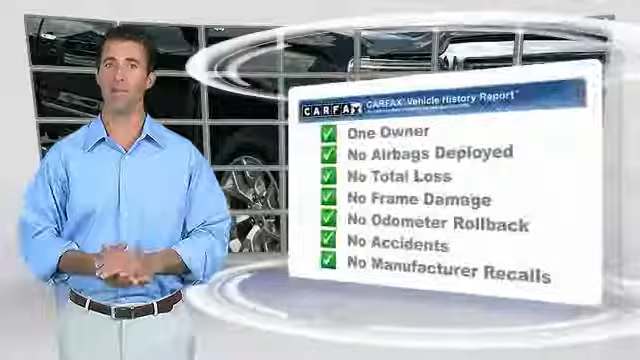 CARFAX CARFAX Vehicle History Report™
One Owner
No Airbags Deployed
No Total Loss
No Frame Damage
No Odometer Rollback
No Accidents
No Manufacturer Recalls